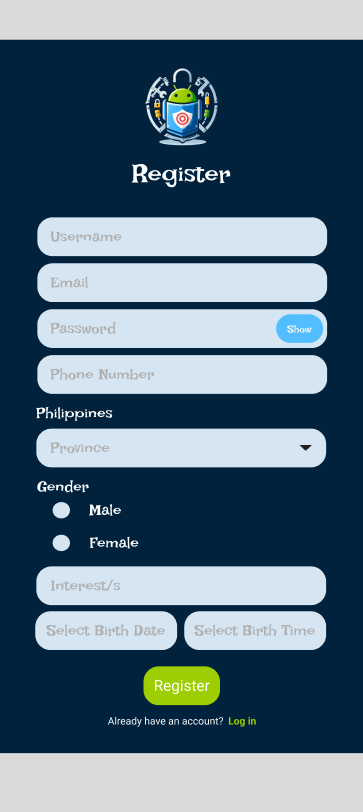 Register
Username
Email
Password Show
Phone Number
Philippines
Province
Gender
Male
Female
Interest/s
Select Birth Date Select Birth Time
Register
Already have an account? Log in